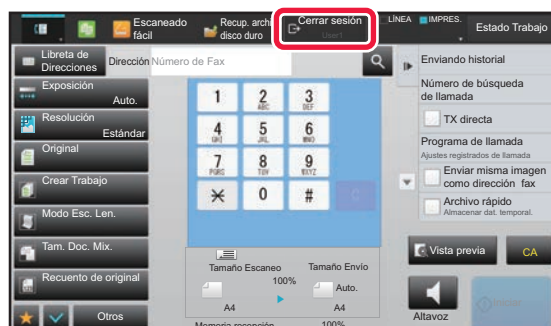 Escaneado
fácil
Recup. archi
disco duro
Cerrar sesión
User1
LÍNEA
IMPRES.
Estado Trabajo
Libreta de
Direcciones
Dirección
Número de Fax
Enviando historial
Número de búsqueda
de llamada
TX directa
Programa de llamada
Ajustes registrados de llamada
Enviar misma imagen
como dirección fax
Archivo rápido
Almacenar dat. temporal.
Exposición
Auto.
Resolución
Estándar
Original
Crear Trabajo
Modo Esc. Len.
Tam. Doc. Mix.
Recuento de original
Otros
1
2
ABC
3
DEF
4
GHI
5
JKL
6
MNO
7
PQRS
8
TUV
9
WXYZ
0
#
Tamaño Escaneo
Tamaño Envío
100%
Auto.
A4
A4
Memoria recepción
100%
Vista previa
CA
Altavoz